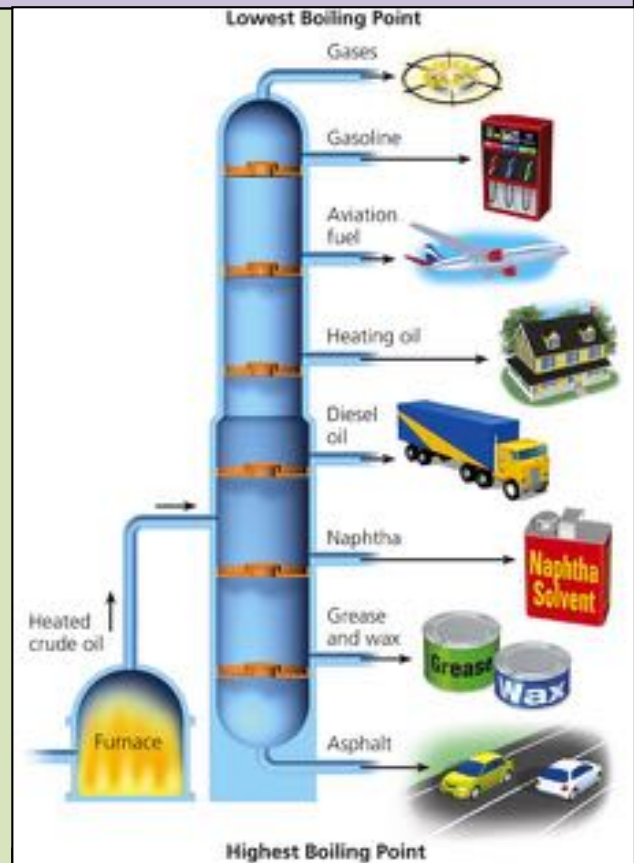 Lowest Boiling Point
Gases
Gasoline
Aviation
fuel
Heating oil
Diesel
oil
Naphtha
Naphtha
Solvent
Heated
crude oil
Grease
and wax
Grease
Wax
Furnace
Asphalt
Highest Boiling Point